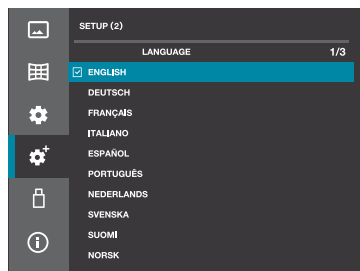 SETUP (2)
LANGUAGE 1/3
ENGLISH
DEUTSCH
FRANÇAIS
ITALIANO
ESPAÑOL
PORTUGUÊS
NEDERLANDS
SVENSKA
SUOMI
NORSK